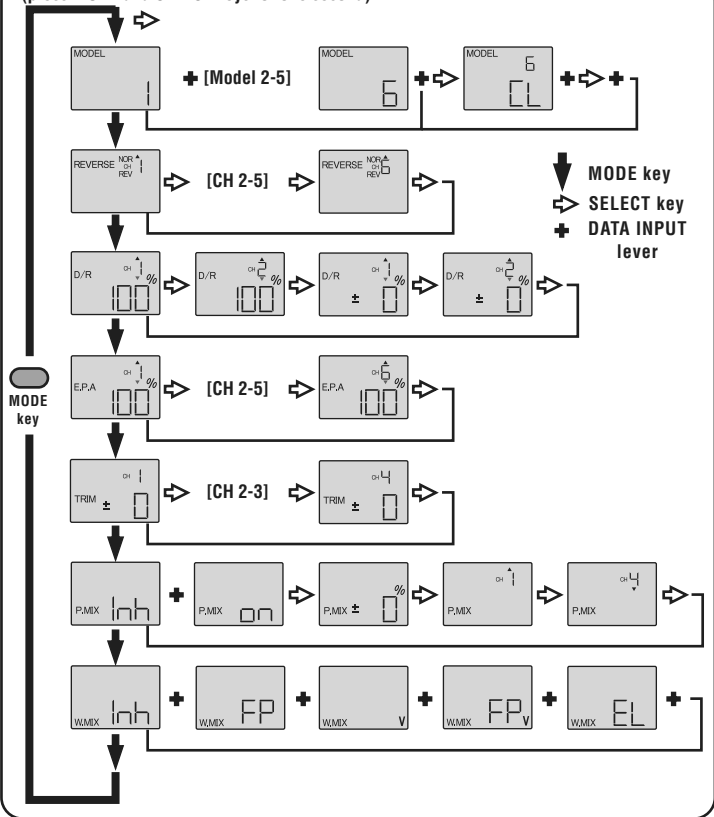 MODEL
1
[Model 2-5]
MODEL
6
MODEL
6
CL
REVERSE NOR CH REV 1
[CH 2-5]
REVERSE NOR CH REV 6
MODE key
SELECT key
DATA INPUT
lever
D/R CH 1 % 100
D/R CH 2 % 100
D/R CH 1 % ± 0
D/R CH 2 % ± 0
MODE
key
E.P.A CH 1 % 100
[CH 2-5]
E.P.A CH 6 % 100
TRIM CH 1 ± 0
[CH 2-3]
TRIM CH 4 ± 0
P.MIX Inh
P.MIX on
P.MIX ± 0 %
P.MIX CH 1
P.MIX CH 4
W.MIX Inh
W.MIX FP
W.MIX V
W.MIX FP V
W.MIX EL